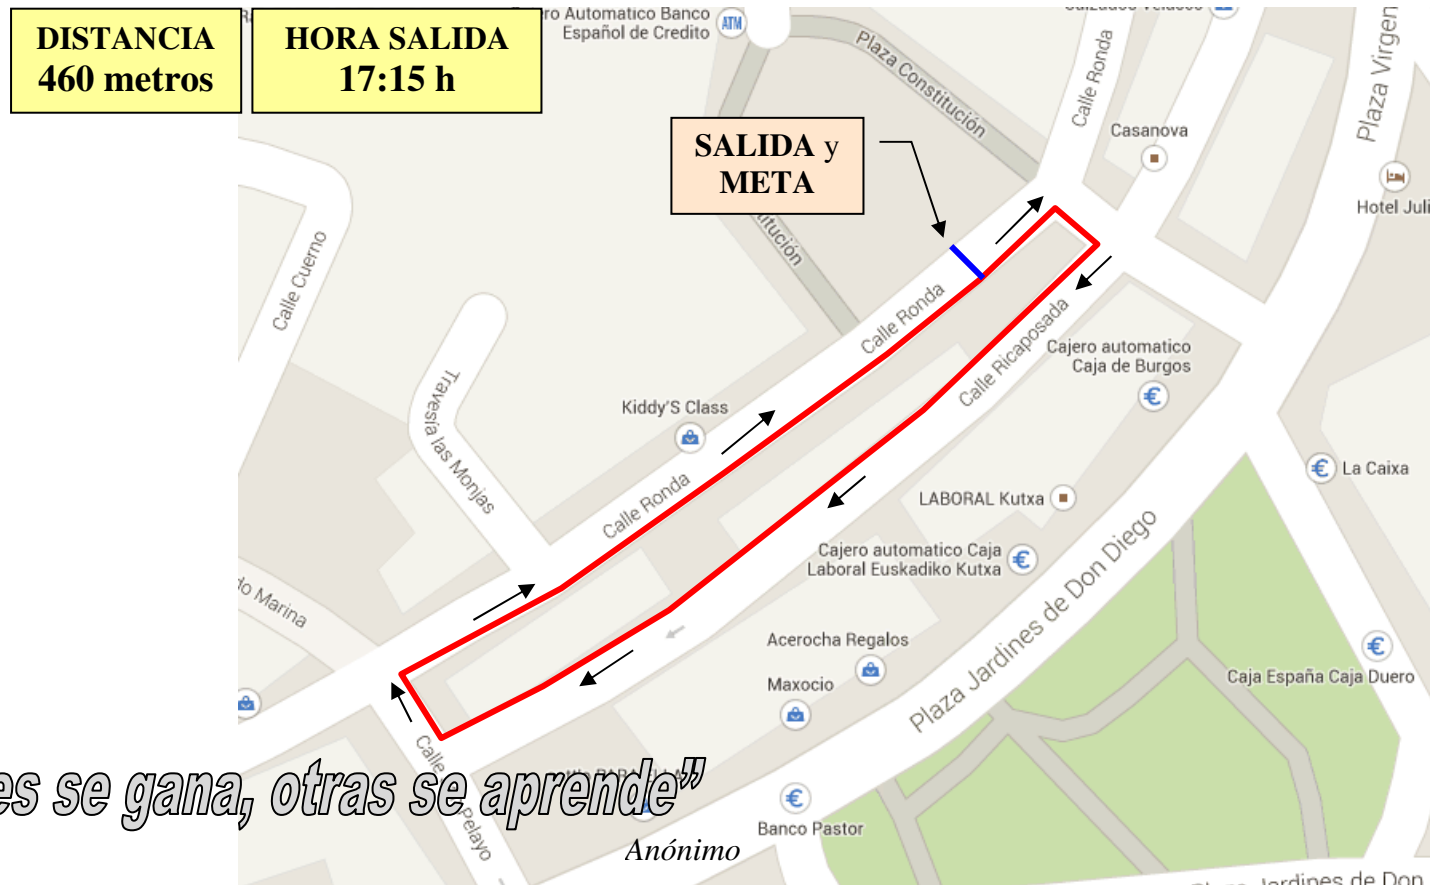 DISTANCIA
460 metros
HORA SALIDA
17:15 h
Automatico Banco
Español de Credito
ATM
Plaza Constitución
Calle Ronda
Plaza Virgen
Casanova
SALIDA y
META
Hotel Juli
Calle Cuerno
Calle Ronda
Calle Ricaposada
Cajero automatico
Caja de Burgos
Travesía las Monjas
Kiddy'S Class
La Caixa
Calle Ronda
LABORAL Kutxa
Cajero automatico Caja
Laboral Euskadiko Kutxa
Plaza Jardines de Don Diego
Marina
Acerocha Regalos
Maxocio
Caja España Caja Duero
Calle
Pelayo
se gana, otras se aprende”
Banco Pastor
Anónimo
de Don